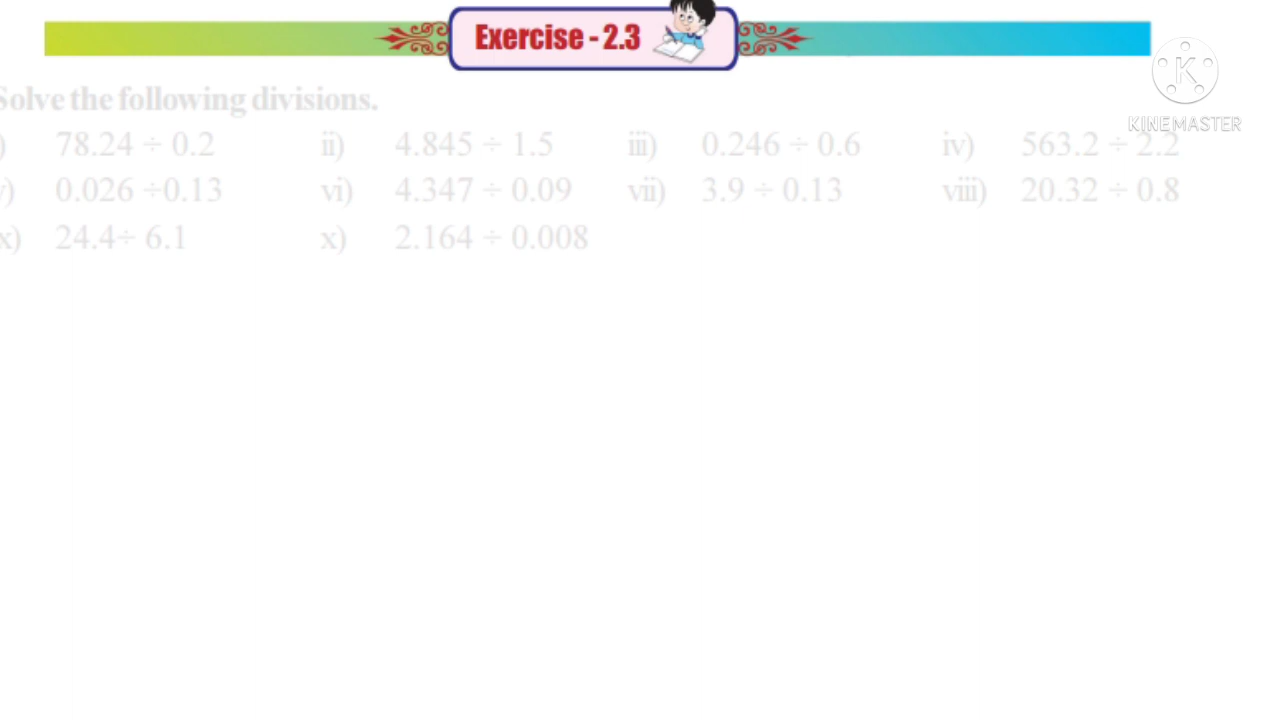 Exercise - 2.3
KINEMASTER
Solve the following divisions.
) 78.24 ÷ 0.2 ii) 4.845 ÷ 1.5 iii) 0.246 ÷ 0.6 iv) 563.2 ÷ 2.2
v) 0.026 ÷0.13 vi) 4.347 ÷ 0.09 vii) 3.9 ÷ 0.13 viii) 20.32 ÷ 0.8
x) 24.4÷ 6.1 x) 2.164 ÷ 0.008